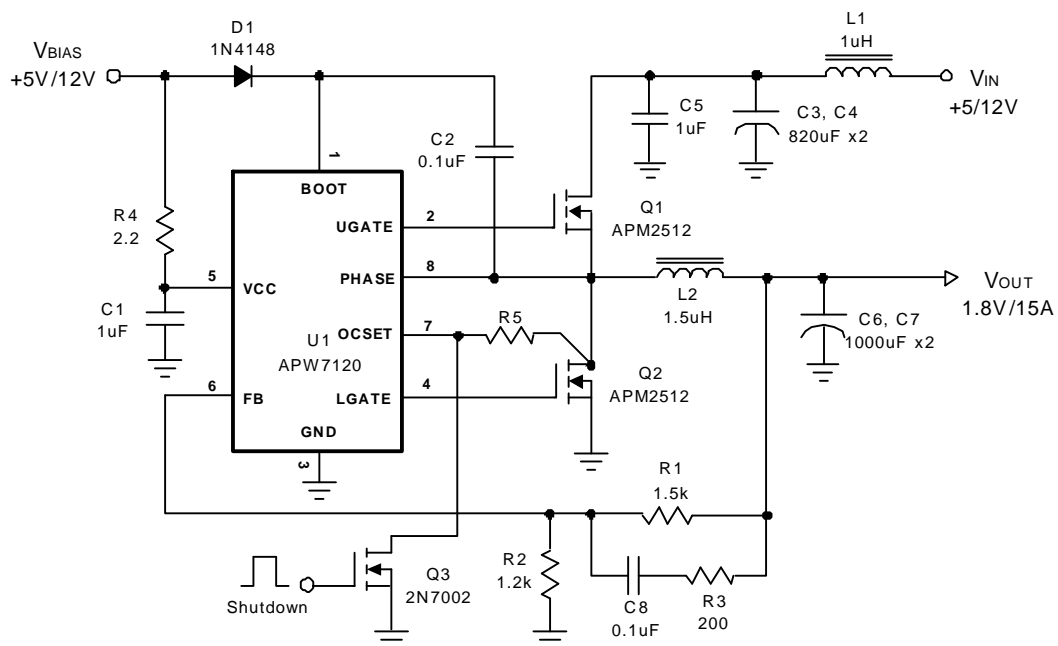 D1
1N4148
VBIAS
+5V/12V
L1
1uH
VIN
+5/12V
C5
1uF
C3, C4
820uF x2
C2
0.1uF
1
BOOT
R4
2.2
UGATE
2
Q1
APM2512
PHASE
8
5
VCC
L2
1.5uH
VOUT
1.8V/15A
C1
1uF
U1
APW7120
OCSET
7
R5
C6, C7
1000uF x2
6
FB
LGATE
4
Q2
APM2512
GND
3
R1
1.5k
R2
1.2k
Q3
2N7002
Shutdown
C8
0.1uF
R3
200